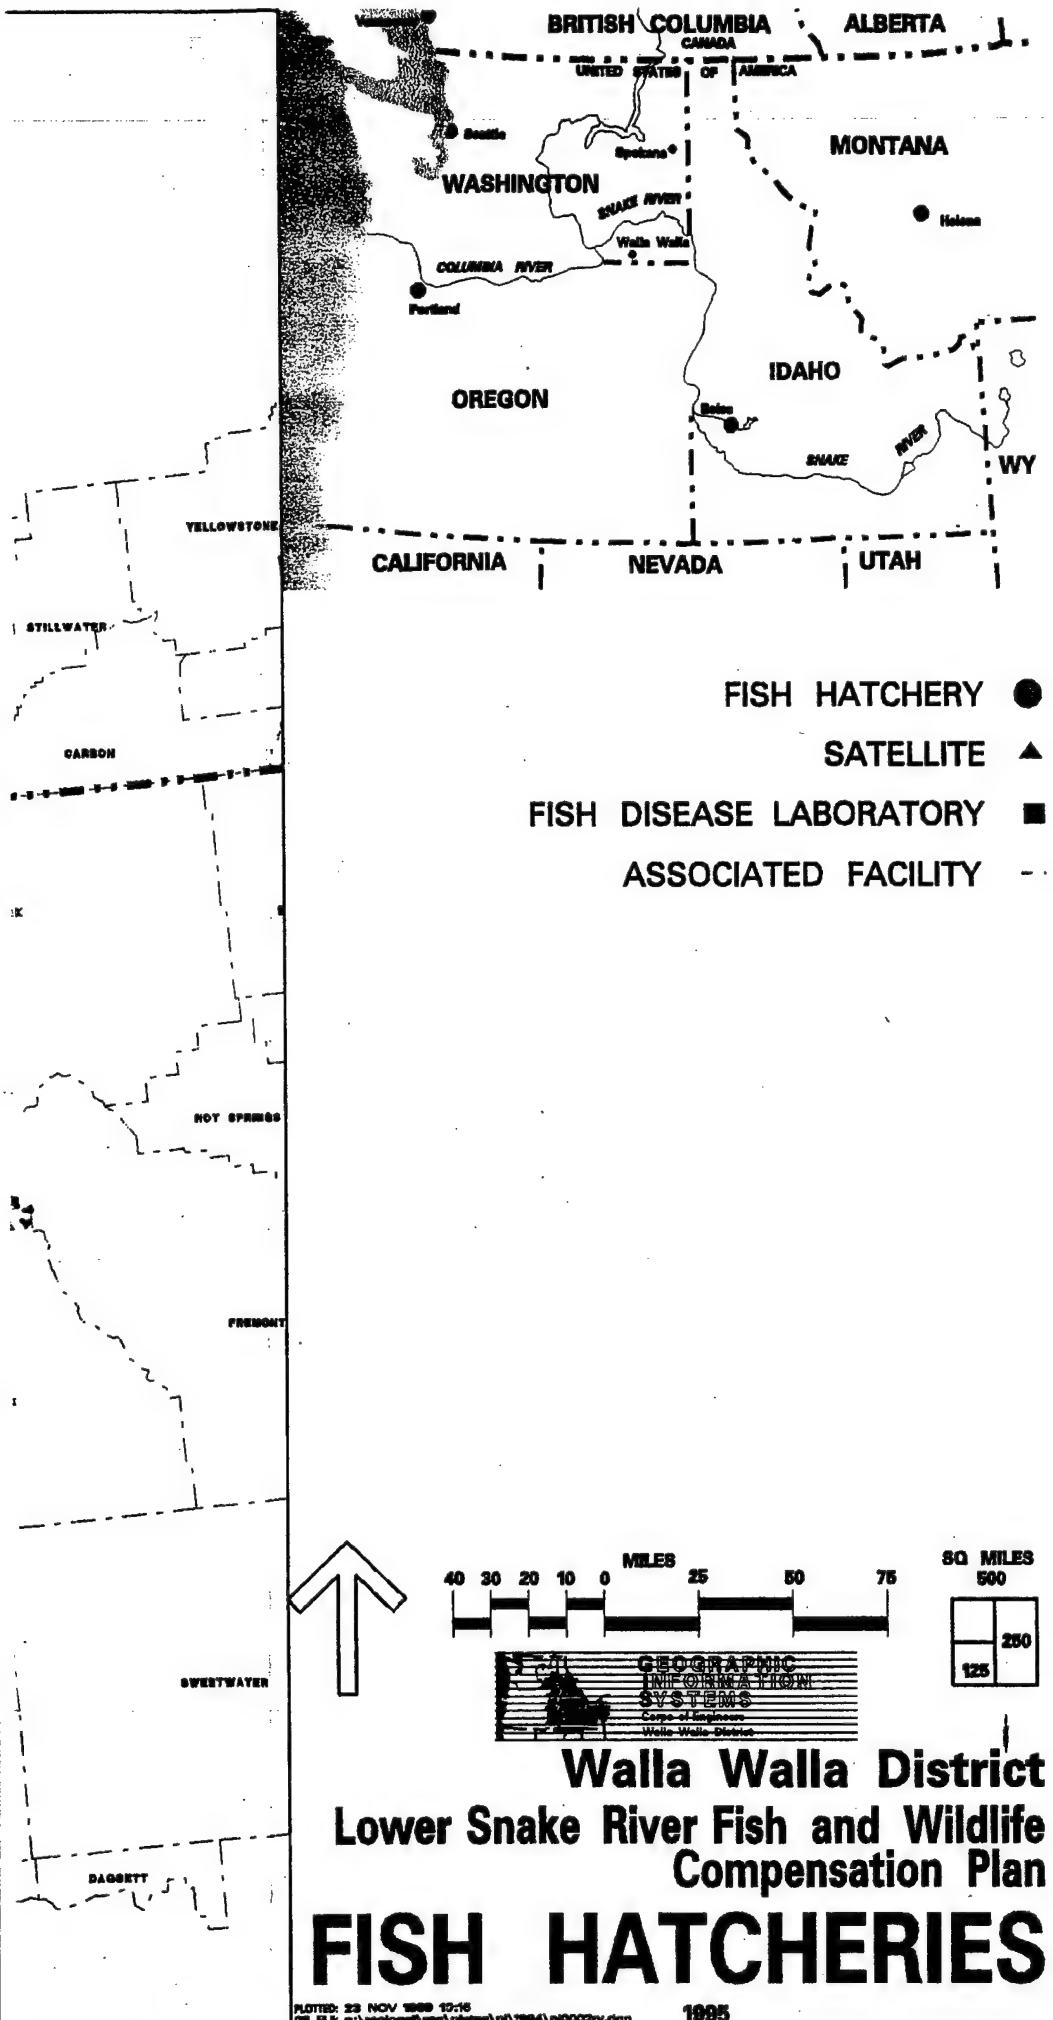 BRITISH COLUMBIA
ALBERTA
CANADA
UNITED STATES OF AMERICA
Seattle
Spokane
MONTANA
WASHINGTON
SNAKE RIVER
Helena
Walla Walla
COLUMBIA RIVER
Portland
IDAHO
OREGON
Boise
SNAKE RIVER
WY
YELLOWSTONE
CALIFORNIA
NEVADA
UTAH
STILLWATER
FISH HATCHERY
CARBON
SATELLITE
FISH DISEASE LABORATORY
ASSOCIATED FACILITY
HOT SPRINGS
FREMONT
MILES
40 30 20 10 0 25 50 75
SQ MILES
500
250
125
GEOGRAPHIC
INFORMATION
SYSTEMS
Corps of Engineers
Walla Walla District
SWEETWATER
Walla Walla District
Lower Snake River Fish and Wildlife
Compensation Plan
DAGGETT
FISH HATCHERIES
PLOTTED: 23 NOV
1995